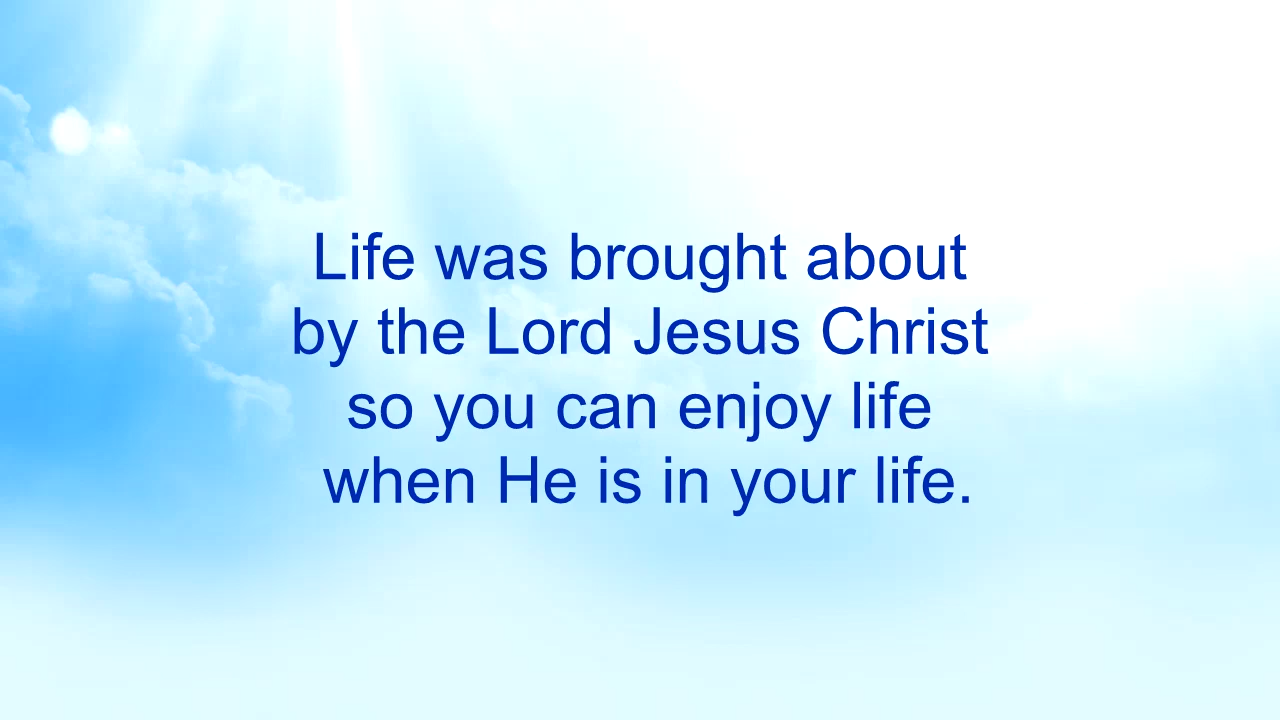 Life was brought about
by the Lord Jesus Christ
so you can enjoy life
when He is in your life.